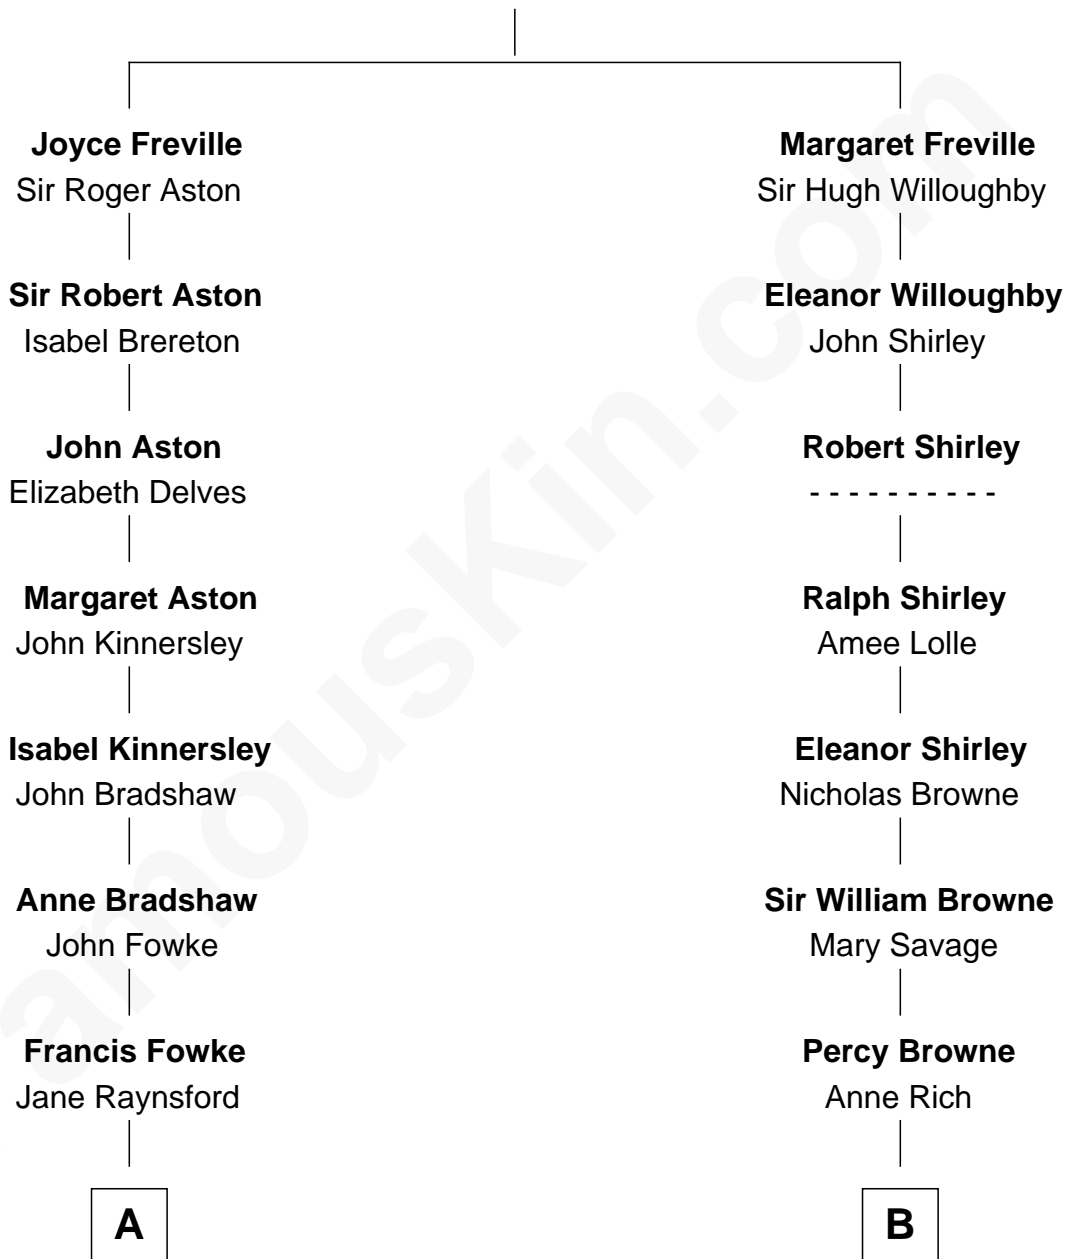 Joyce Freville
Sir Roger Aston
Sir Robert Aston
Isabel Brereton
John Aston
Elizabeth Delves
Margaret Aston
John Kinnersley
Isabel Kinnersley
John Bradshaw
Anne Bradshaw
John Fowke
Francis Fowke
Jane Raynsford
A
Margaret Freville
Sir Hugh Willoughby
Eleanor Willoughby
John Shirley
Robert Shirley
- - - - - - - - - -
Ralph Shirley
Amee Lolle
Eleanor Shirley
Nicholas Browne
Sir William Browne
Mary Savage
Percy Browne
Anne Rich
B
amousKin.com